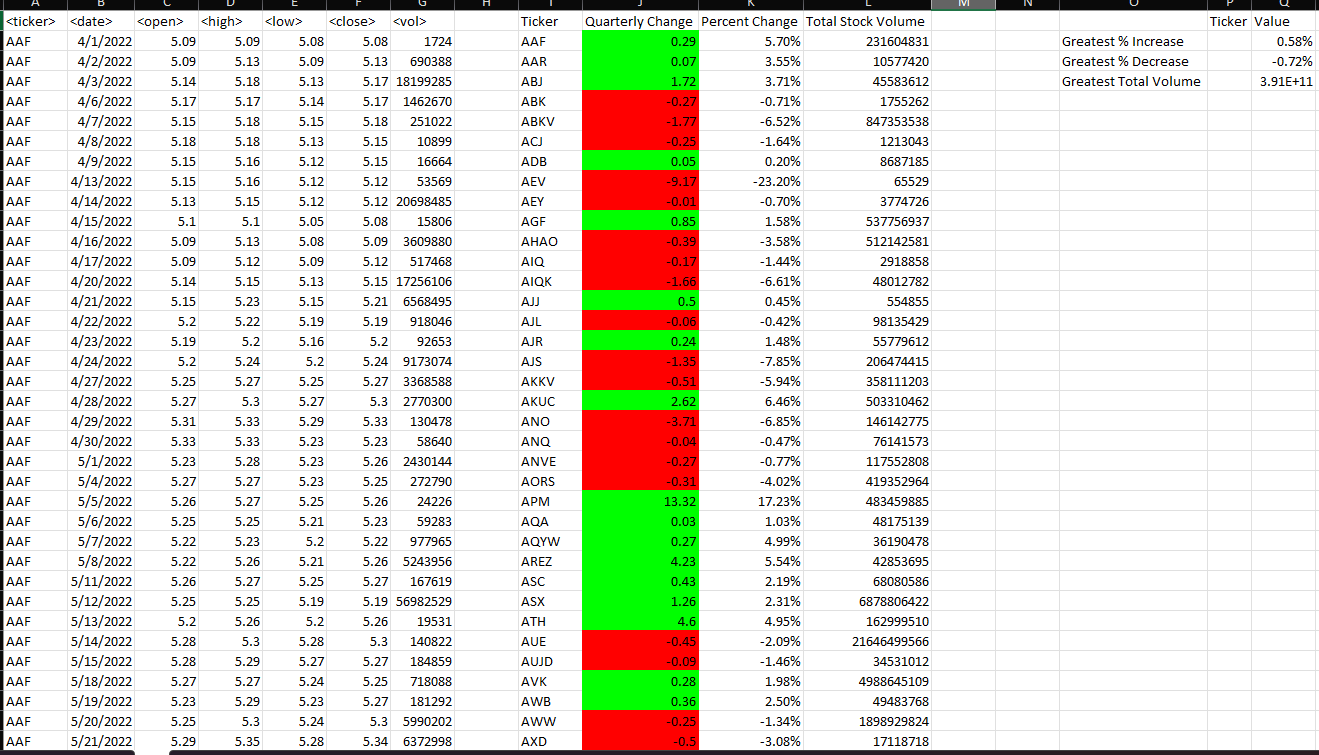 A B C D E F G H I J K L M N O P Q
<ticker> <date> <open> <high> <low> <close> <vol> Ticker Quarterly Change Percent Change Total Stock Volume Ticker Value
AAF 4/1/2022 5.09 5.09 5.08 5.08 1724 AAF 0.29 5.70% 231604831 Greatest % Increase 0.58%
AAF 4/2/2022 5.09 5.13 5.09 5.13 690388 AAR 0.07 3.55% 10577420 Greatest % Decrease -0.72%
AAF 4/3/2022 5.14 5.18 5.13 5.17 18199285 ABJ 1.72 3.71% 45583612 Greatest Total Volume 3.91E+11
AAF 4/6/2022 5.17 5.17 5.14 5.17 1462670 ABK -0.27 -0.71% 1755262
AAF 4/7/2022 5.15 5.18 5.15 5.18 251022 ABKV -1.77 -6.52% 847353538
AAF 4/8/2022 5.18 5.18 5.13 5.15 10899 ACJ -0.25 -1.64% 1213043
AAF 4/9/2022 5.15 5.16 5.12 5.15 16664 ADB 0.05 0.20% 8687185
AAF 4/13/2022 5.15 5.16 5.12 5.12 53569 AEV -9.17 -23.20% 65529
AAF 4/14/2022 5.13 5.15 5.12 5.12 20698485 AEY -0.01 -0.70% 3774726
AAF 4/15/2022 5.1 5.1 5.05 5.08 15806 AGF 0.85 1.58% 537756937
AAF 4/16/2022 5.09 5.13 5.08 5.09 3609880 AHAO -0.39 -3.58% 512142581
AAF 4/17/2022 5.09 5.12 5.09 5.12 517468 AIQ -0.17 -1.44% 2918858
AAF 4/20/2022 5.14 5.15 5.13 5.15 17256106 AIQK -1.66 -6.61% 48012782
AAF 4/21/2022 5.15 5.23 5.15 5.21 6568495 AJJ 0.5 0.45% 554855
AAF 4/22/2022 5.2 5.22 5.19 5.19 918046 AJL -0.06 -0.42% 98135429
AAF 4/23/2022 5.19 5.2 5.16 5.2 92653 AJR 0.24 1.48% 55779612
AAF 4/24/2022 5.2 5.24 5.2 5.24 9173074 AJS -1.35 -7.85% 206474415
AAF 4/27/2022 5.25 5.27 5.25 5.27 3368588 AKKV -0.51 -5.94% 358111203
AAF 4/28/2022 5.27 5.3 5.27 5.3 2770300 AKUC 2.62 6.46% 503310462
AAF 4/29/2022 5.31 5.33 5.29 5.33 130478 ANO -3.71 -6.85% 146142775
AAF 4/30/2022 5.33 5.33 5.23 5.23 58640 ANQ -0.04 -0.47% 76141573
AAF 5/1/2022 5.23 5.28 5.23 5.26 2430144 ANVE -0.27 -0.77% 117552808
AAF 5/4/2022 5.27 5.27 5.23 5.25 272790 AORS -0.31 -4.02% 419352964
AAF 5/5/2022 5.26 5.27 5.25 5.26 24226 APM 13.32 17.23% 483459885
AAF 5/6/2022 5.25 5.25 5.21 5.23 59283 AQA 0.03 1.03% 48175139
AAF 5/7/2022 5.22 5.23 5.2 5.22 977965 AQYW 0.27 4.99% 36190478
AAF 5/8/2022 5.22 5.26 5.21 5.26 5243956 AREZ 4.23 5.54% 42853695
AAF 5/11/2022 5.26 5.27 5.25 5.27 167619 ASC 0.43 2.19% 68080586
AAF 5/12/2022 5.25 5.25 5.19 5.19 56982529 ASX 1.26 2.31% 6878806422
AAF 5/13/2022 5.2 5.26 5.2 5.26 19531 ATH 4.6 4.95% 162999510
AAF 5/14/2022 5.28 5.3 5.28 5.3 140822 AUE -0.45 -2.09% 21646499566
AAF 5/15/2022 5.28 5.29 5.27 5.27 184859 AUJD -0.09 -1.46% 34531012
AAF 5/18/2022 5.27 5.27 5.24 5.25 718088 AVK 0.28 1.98% 4988645109
AAF 5/19/2022 5.23 5.29 5.23 5.27 181292 AWB 0.36 2.50% 49483768
AAF 5/20/2022 5.25 5.3 5.24 5.3 5990202 AWW -0.25 -1.34% 1898929824
AAF 5/21/2022 5.29 5.35 5.28 5.34 6372998 AXD -0.5 -3.08% 17118718